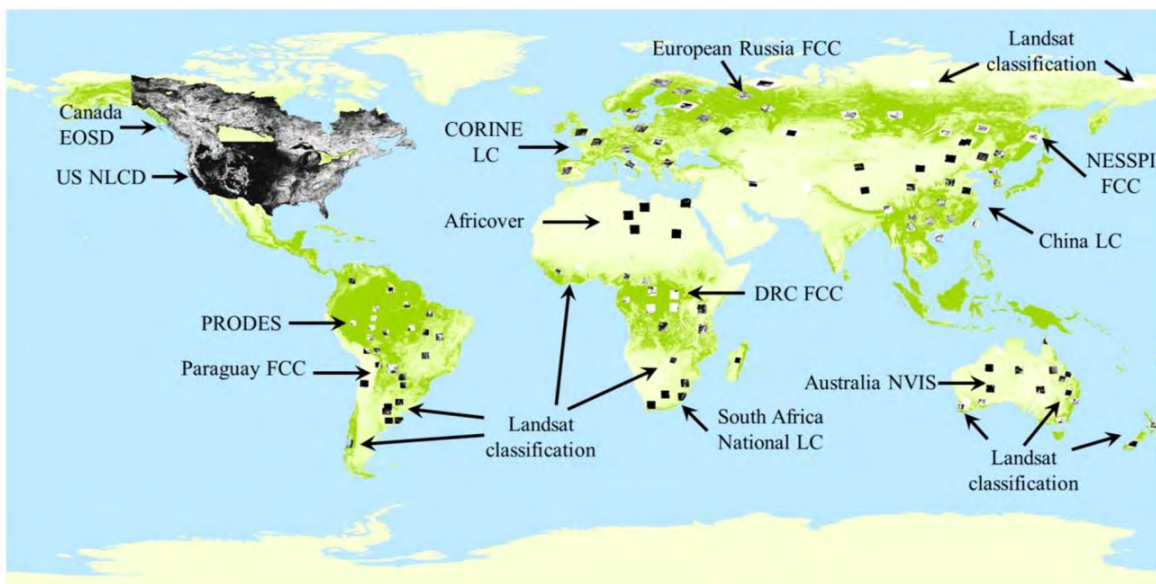 European Russia FCC
Landsat
classification
Canada
EOSD
CORINE
LC
US NLCD
NESSPI
FCC
Africover
China LC
DRC FCC
PRODES
Paraguay FCC
Australia NVIS
Landsat
classification
South Africa
National LC
Landsat
classification